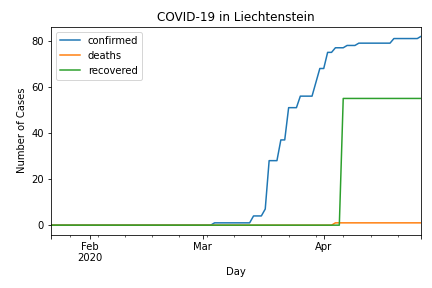 COVID-19 in Liechtenstein
confirmed
deaths
recovered
Number of Cases
80
60
40
20
0
Feb
2020
Mar
Apr
Day